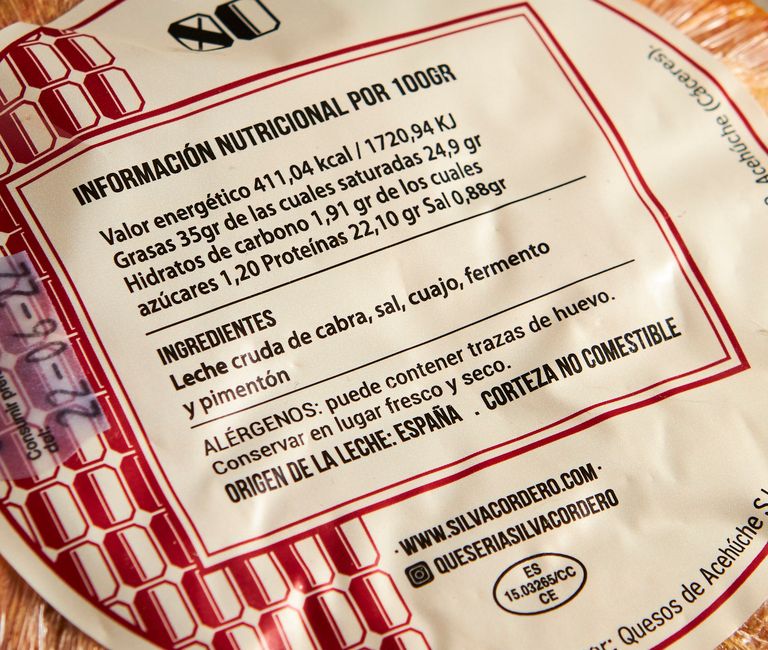 INFORMACIÓN NUTRICIONAL POR 100GR
Valor energético 411,04 kcal / 1720,94 KJ
Grasas 35gr de las cuales saturadas 24,9 gr
Hidratos de carbono 1,91 gr de los cuales
azúcares 1,20 Proteínas 22,10 gr Sal 0,88gr
INGREDIENTES
Leche cruda de cabra, sal, cuajo, fermento
y pimentón
ALÉRGENOS: puede contener trazas de huevo.
Conservar en lugar fresco y seco.
ORIGEN DE LA LECHE: ESPAÑA . CORTEZA NO COMESTIBLE
· WWW.SILVACORDERO.COM ·
QUESERIASILVACORDERO
ES
15.03265/CC
CE
Acehúche (Cáceres).
Quesos de Acehúche S.L
Consumir
del:
22-06-22